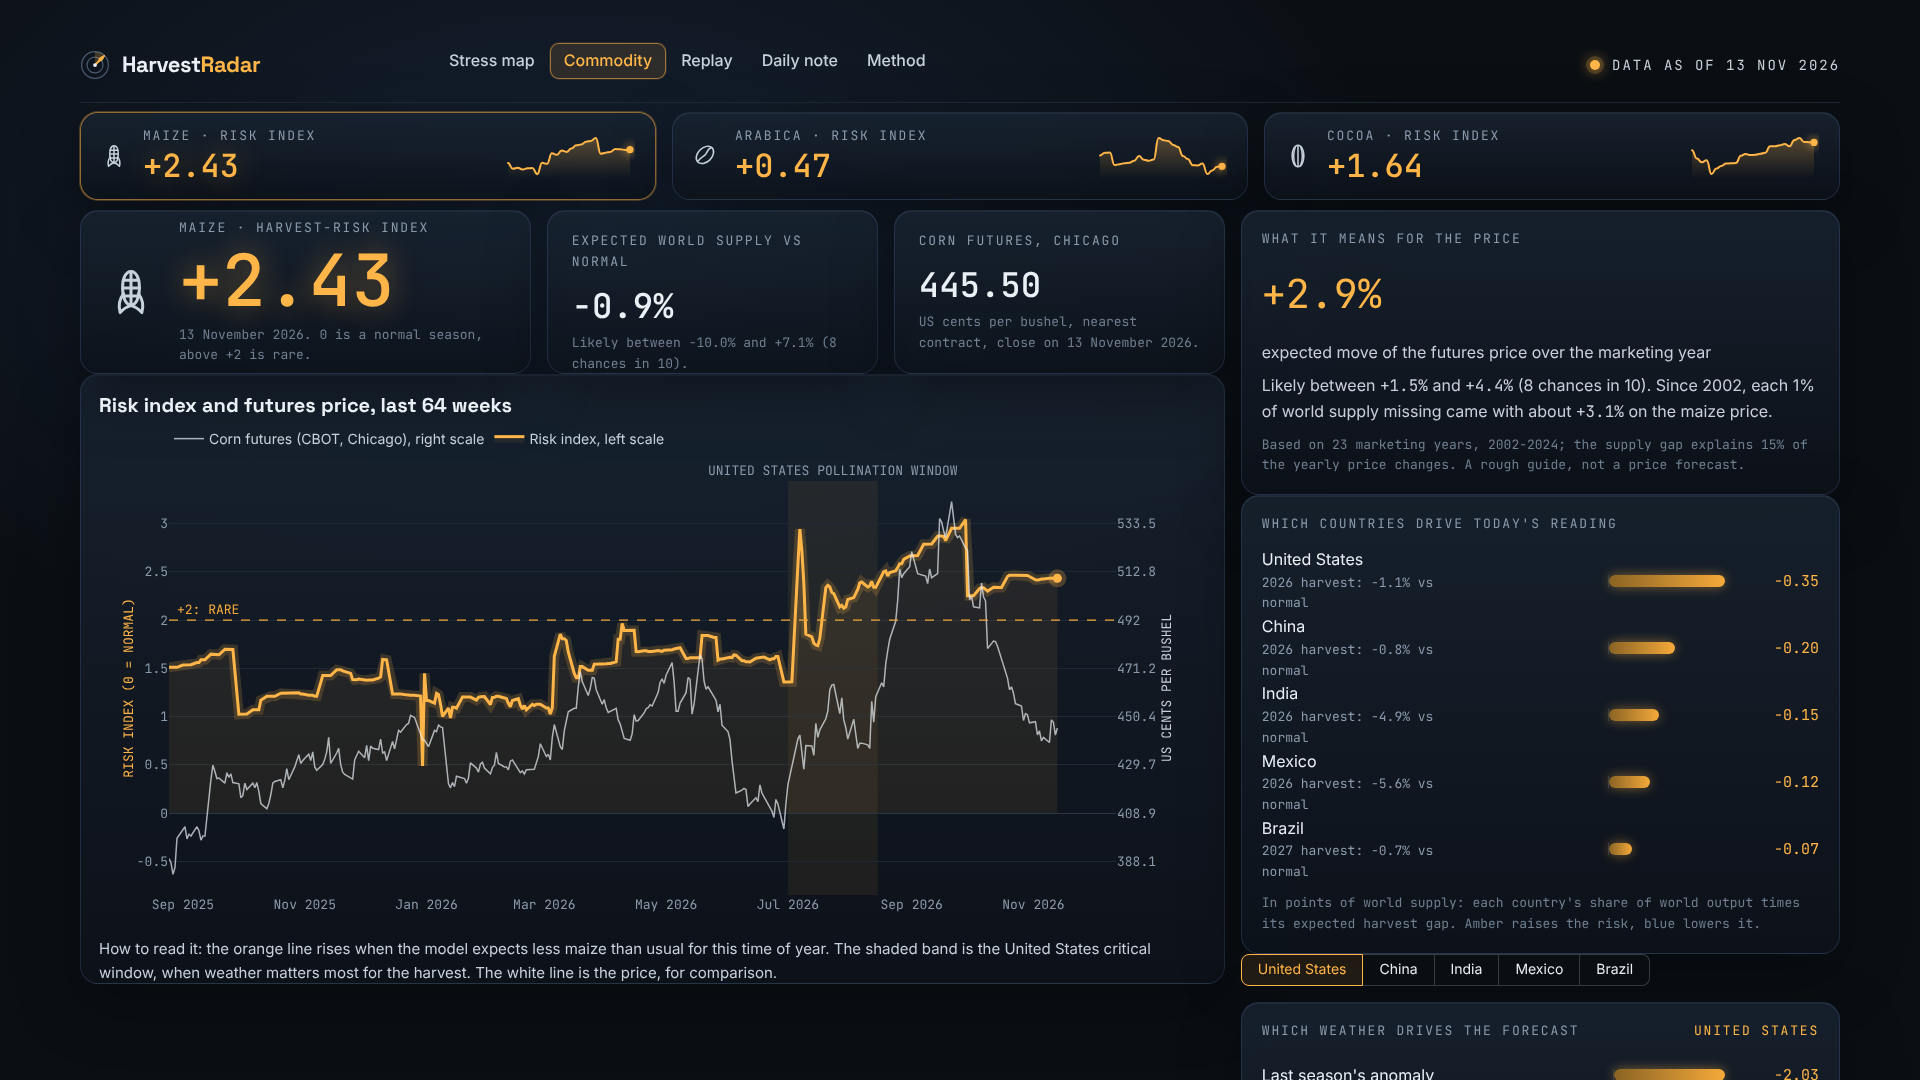 HarvestRadar
Stress map
Commodity
Replay
Daily note
Method
DATA AS OF 13 NOV 2026
MAIZE · RISK INDEX
+2.43
ARABICA · RISK INDEX
+0.47
COCOA · RISK INDEX
+1.64
MAIZE · HARVEST-RISK INDEX
+2.43
13 November 2026. 0 is a normal season,
above +2 is rare.
EXPECTED WORLD SUPPLY VS
NORMAL
-0.9%
Likely between -10.0% and +7.1% (8
chances in 10).
CORN FUTURES, CHICAGO
445.50
US cents per bushel, nearest
contract, close on 13 November 2026.
Risk index and futures price, last 64 weeks
Corn futures (CBOT, Chicago), right scale
Risk index, left scale
UNITED STATES POLLINATION WINDOW
+2: RARE
RISK INDEX (0 = NORMAL)
3
2.5
2
1.5
1
0.5
0
-0.5
533.5
512.8
492
471.2
450.4
429.7
408.9
388.1
US CENTS PER BUSHEL
Sep 2025
Nov 2025
Jan 2026
Mar 2026
May 2026
Jul 2026
Sep 2026
Nov 2026
How to read it: the orange line rises when the model expects less maize than usual for this time of year. The shaded band is the United States critical
window, when weather matters most for the harvest. The white line is the price, for comparison.
WHAT IT MEANS FOR THE PRICE
+2.9%
expected move of the futures price over the marketing year
Likely between +1.5% and +4.4% (8 chances in 10). Since 2002, each 1%
of world supply missing came with about +3.1% on the maize price.
Based on 23 marketing years, 2002-2024; the supply gap explains 15% of
the yearly price changes. A rough guide, not a price forecast.
WHICH COUNTRIES DRIVE TODAY'S READING
United States
2026 harvest: -1.1% vs
normal
-0.35
China
2026 harvest: -0.8% vs
normal
-0.20
India
2026 harvest: -4.9% vs
normal
-0.15
Mexico
2026 harvest: -5.6% vs
normal
-0.12
Brazil
2027 harvest: -0.7% vs
normal
-0.07
In points of world supply: each country's share of world output times
its expected harvest gap. Amber raises the risk, blue lowers it.
United States
China
India
Mexico
Brazil
WHICH WEATHER DRIVES THE FORECAST
UNITED STATES
Last season's anomaly
-2.03